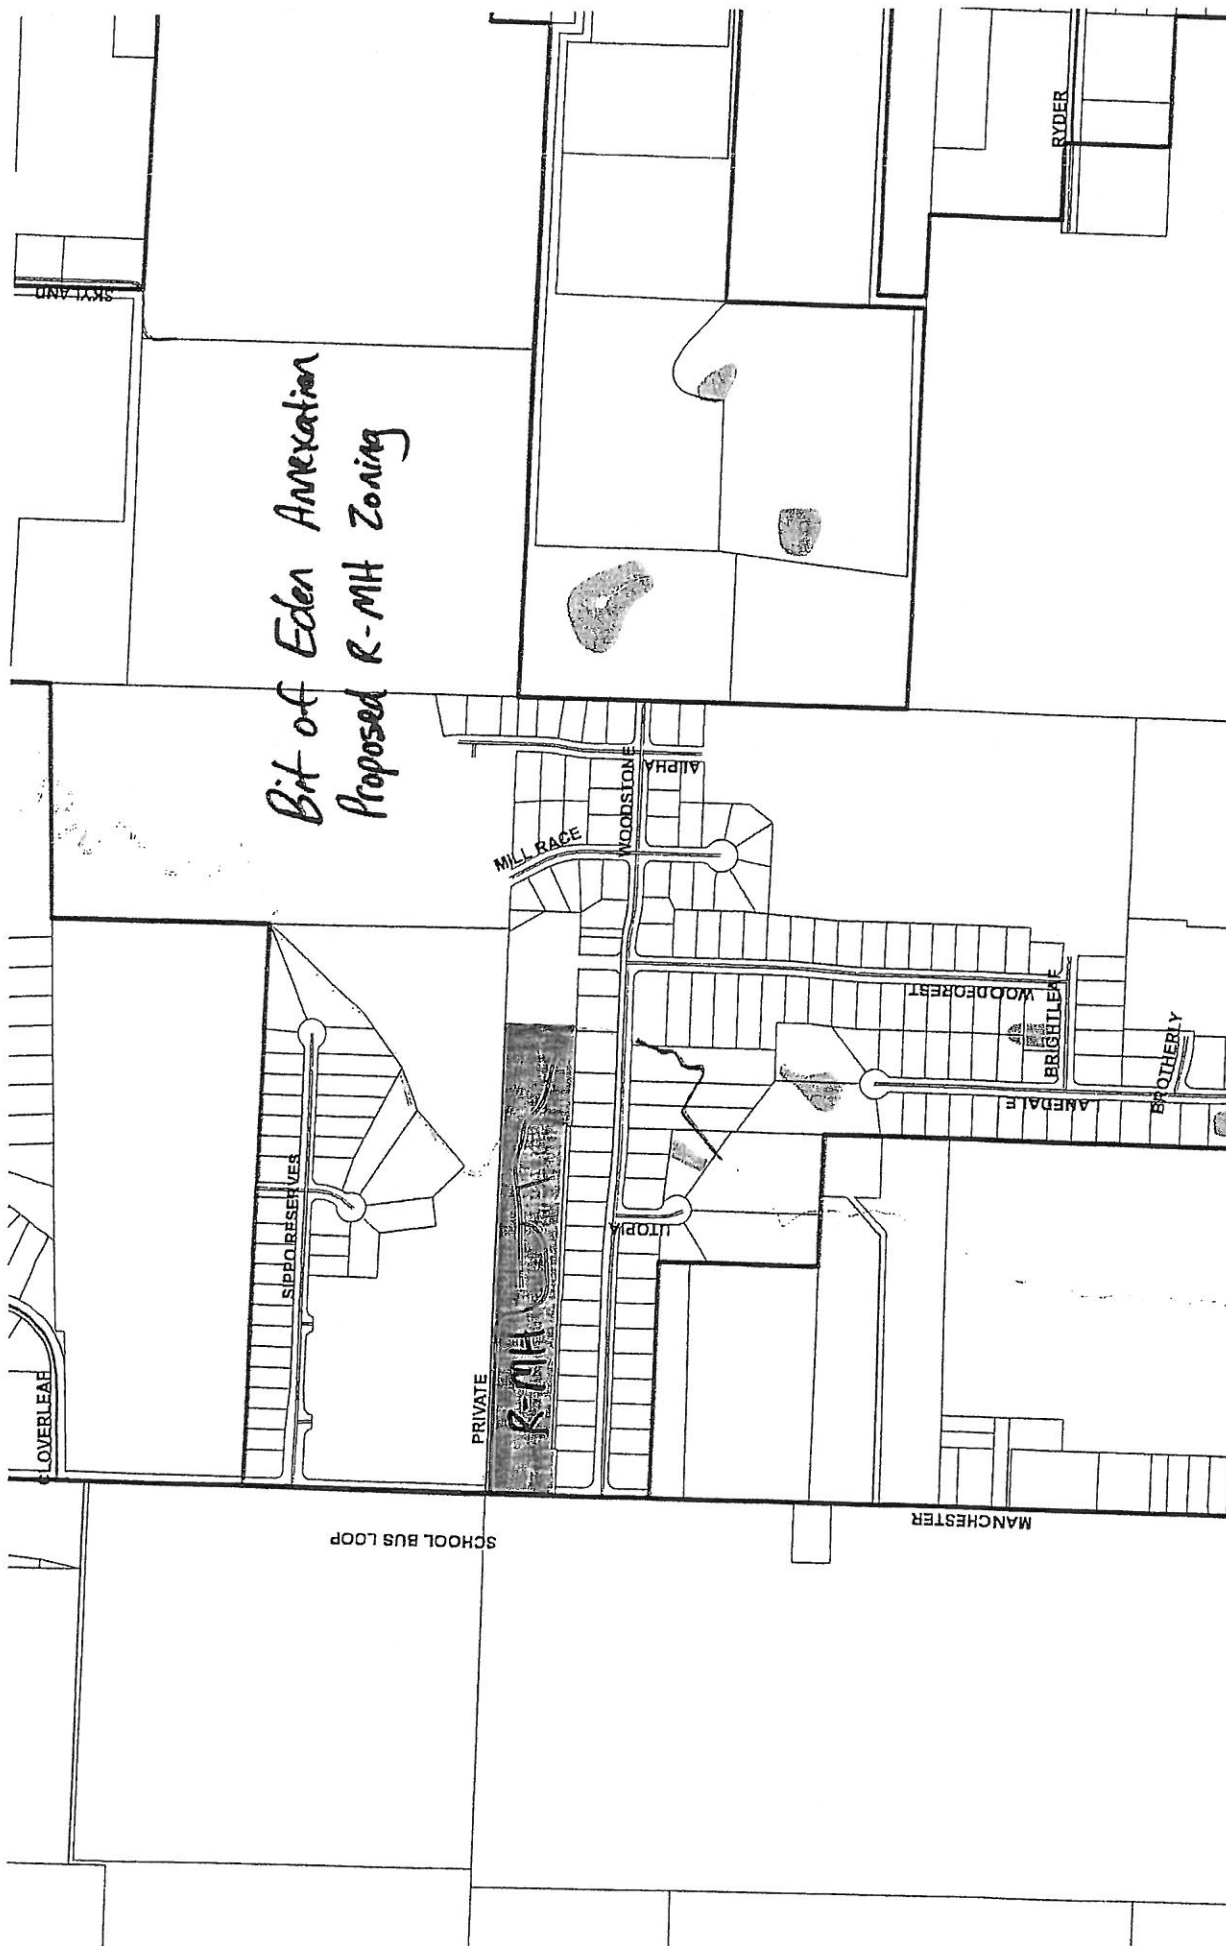 Bit of Eden Annexation
Proposed R-MH Zoning
SKYLAND
RYDER
MILL RACE
WOODSTONE
ALPHA
WOODFOREST
BRIGHTLEAF
BROTHERLY
LANEDALE
SIPPO RESERVES
UTOPIA
CLOVERLEAF
PRIVATE
R-MH
SCHOOL BUS LOOP
MANCHESTER